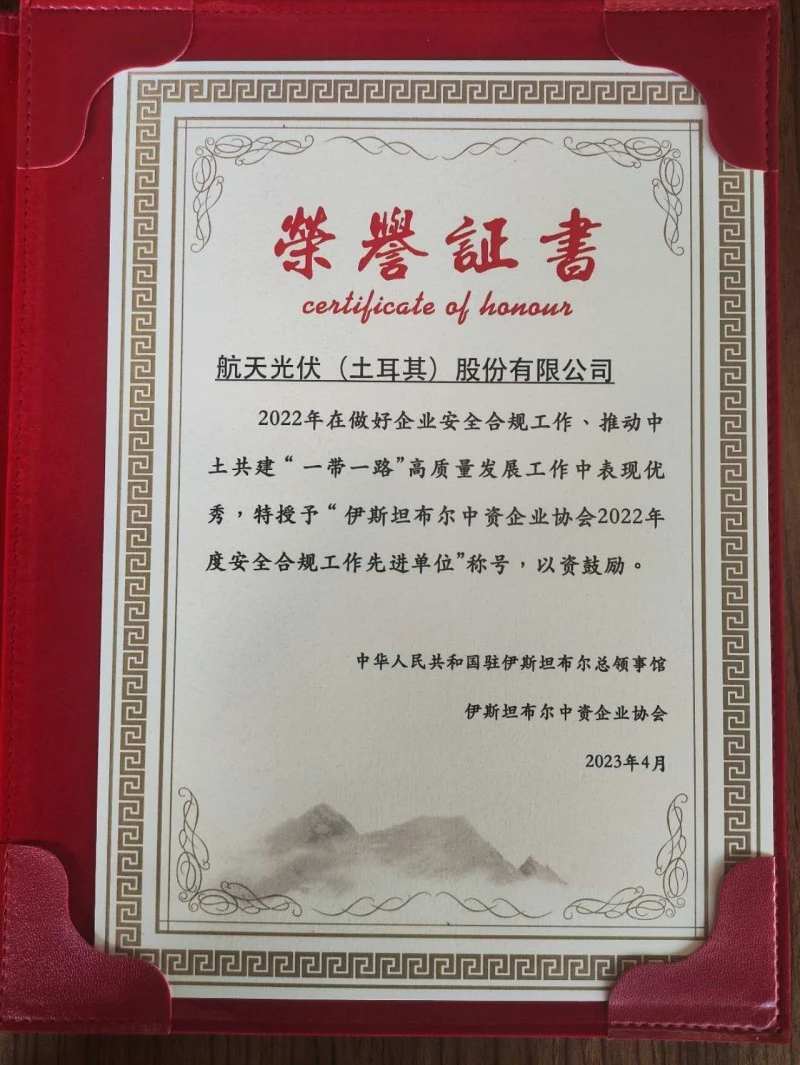 榮譽証書
certificate of honour
航天光伏（土耳其）股份有限公司
2022年在做好企业安全合规工作、推动中
土共建“一带一路”高质量发展工作中表现优
秀，特授予“伊斯坦布尔中资企业协会2022年
度安全合规工作先进单位”称号，以资鼓励。
中华人民共和国驻伊斯坦布尔总领事馆
伊斯坦布尔中资企业协会
2023年4月